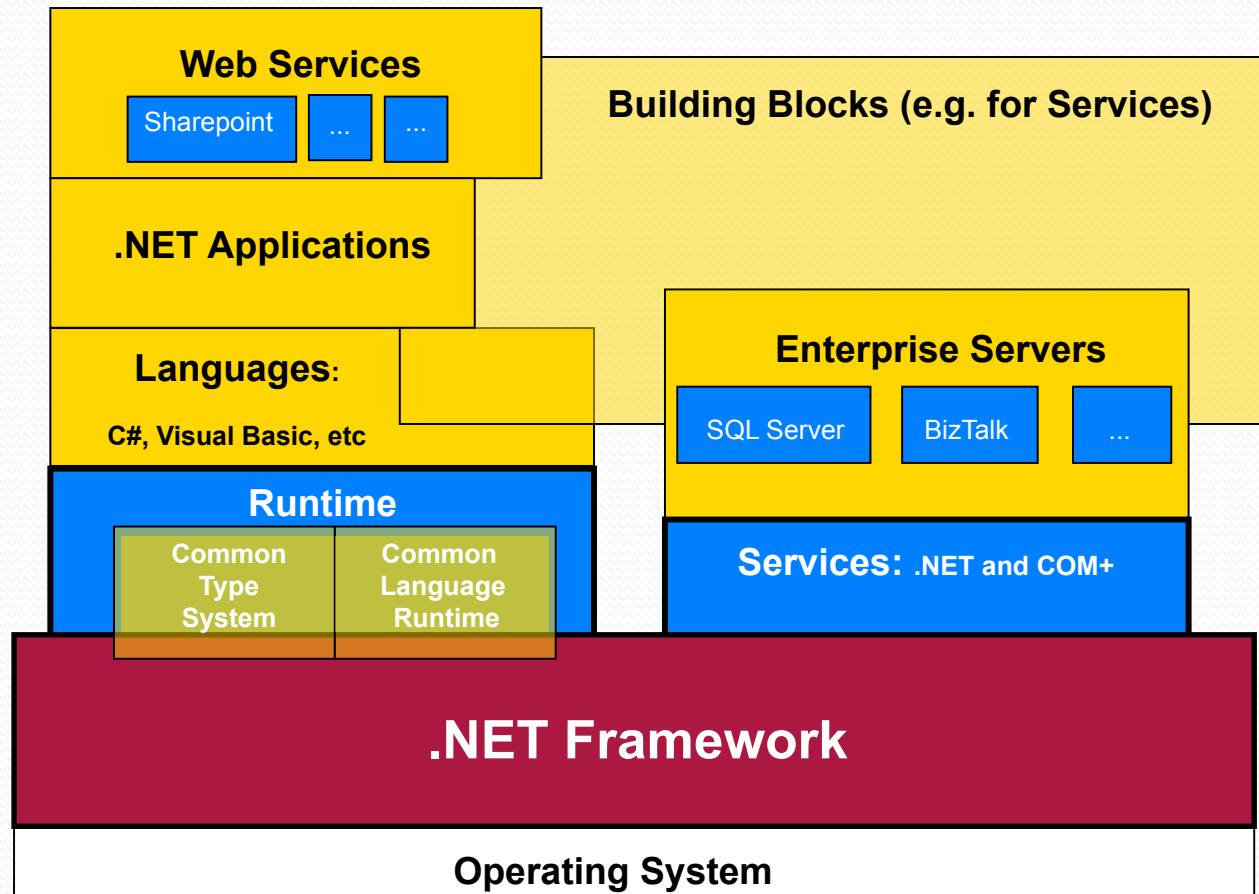 Web Services
Sharepoint ... ...
Building Blocks (e.g. for Services)
.NET Applications
Languages:
C#, Visual Basic, etc
Enterprise Servers
SQL Server BizTalk ...
Runtime
Common
Type
System
Common
Language
Runtime
Services: .NET and COM+
.NET Framework
Operating System